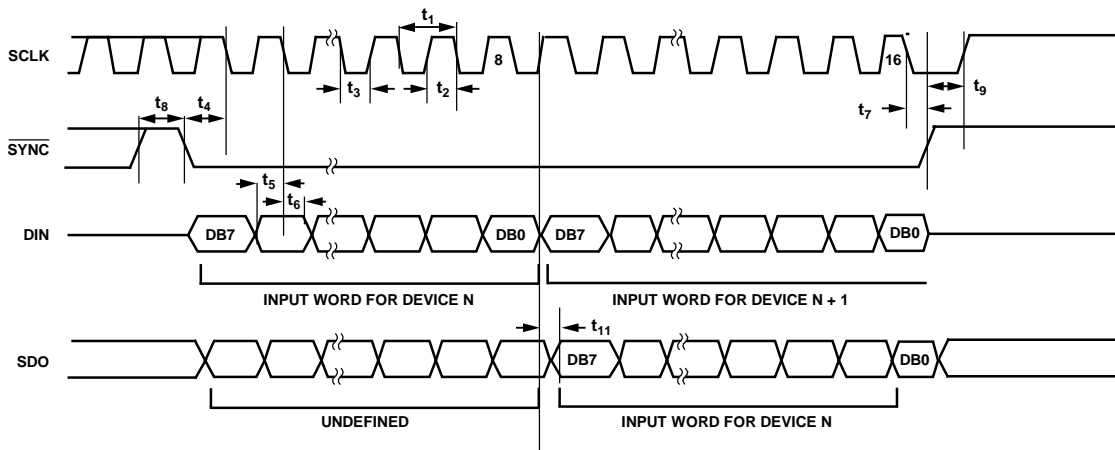 t1
SCLK
8
16
t3
t2
t9
t8
t4
t7
SYNC
t5
t6
DIN
DB7
DB0
DB7
DB0
INPUT WORD FOR DEVICE N
INPUT WORD FOR DEVICE N + 1
t11
SDO
DB7
DB0
UNDEFINED
INPUT WORD FOR DEVICE N